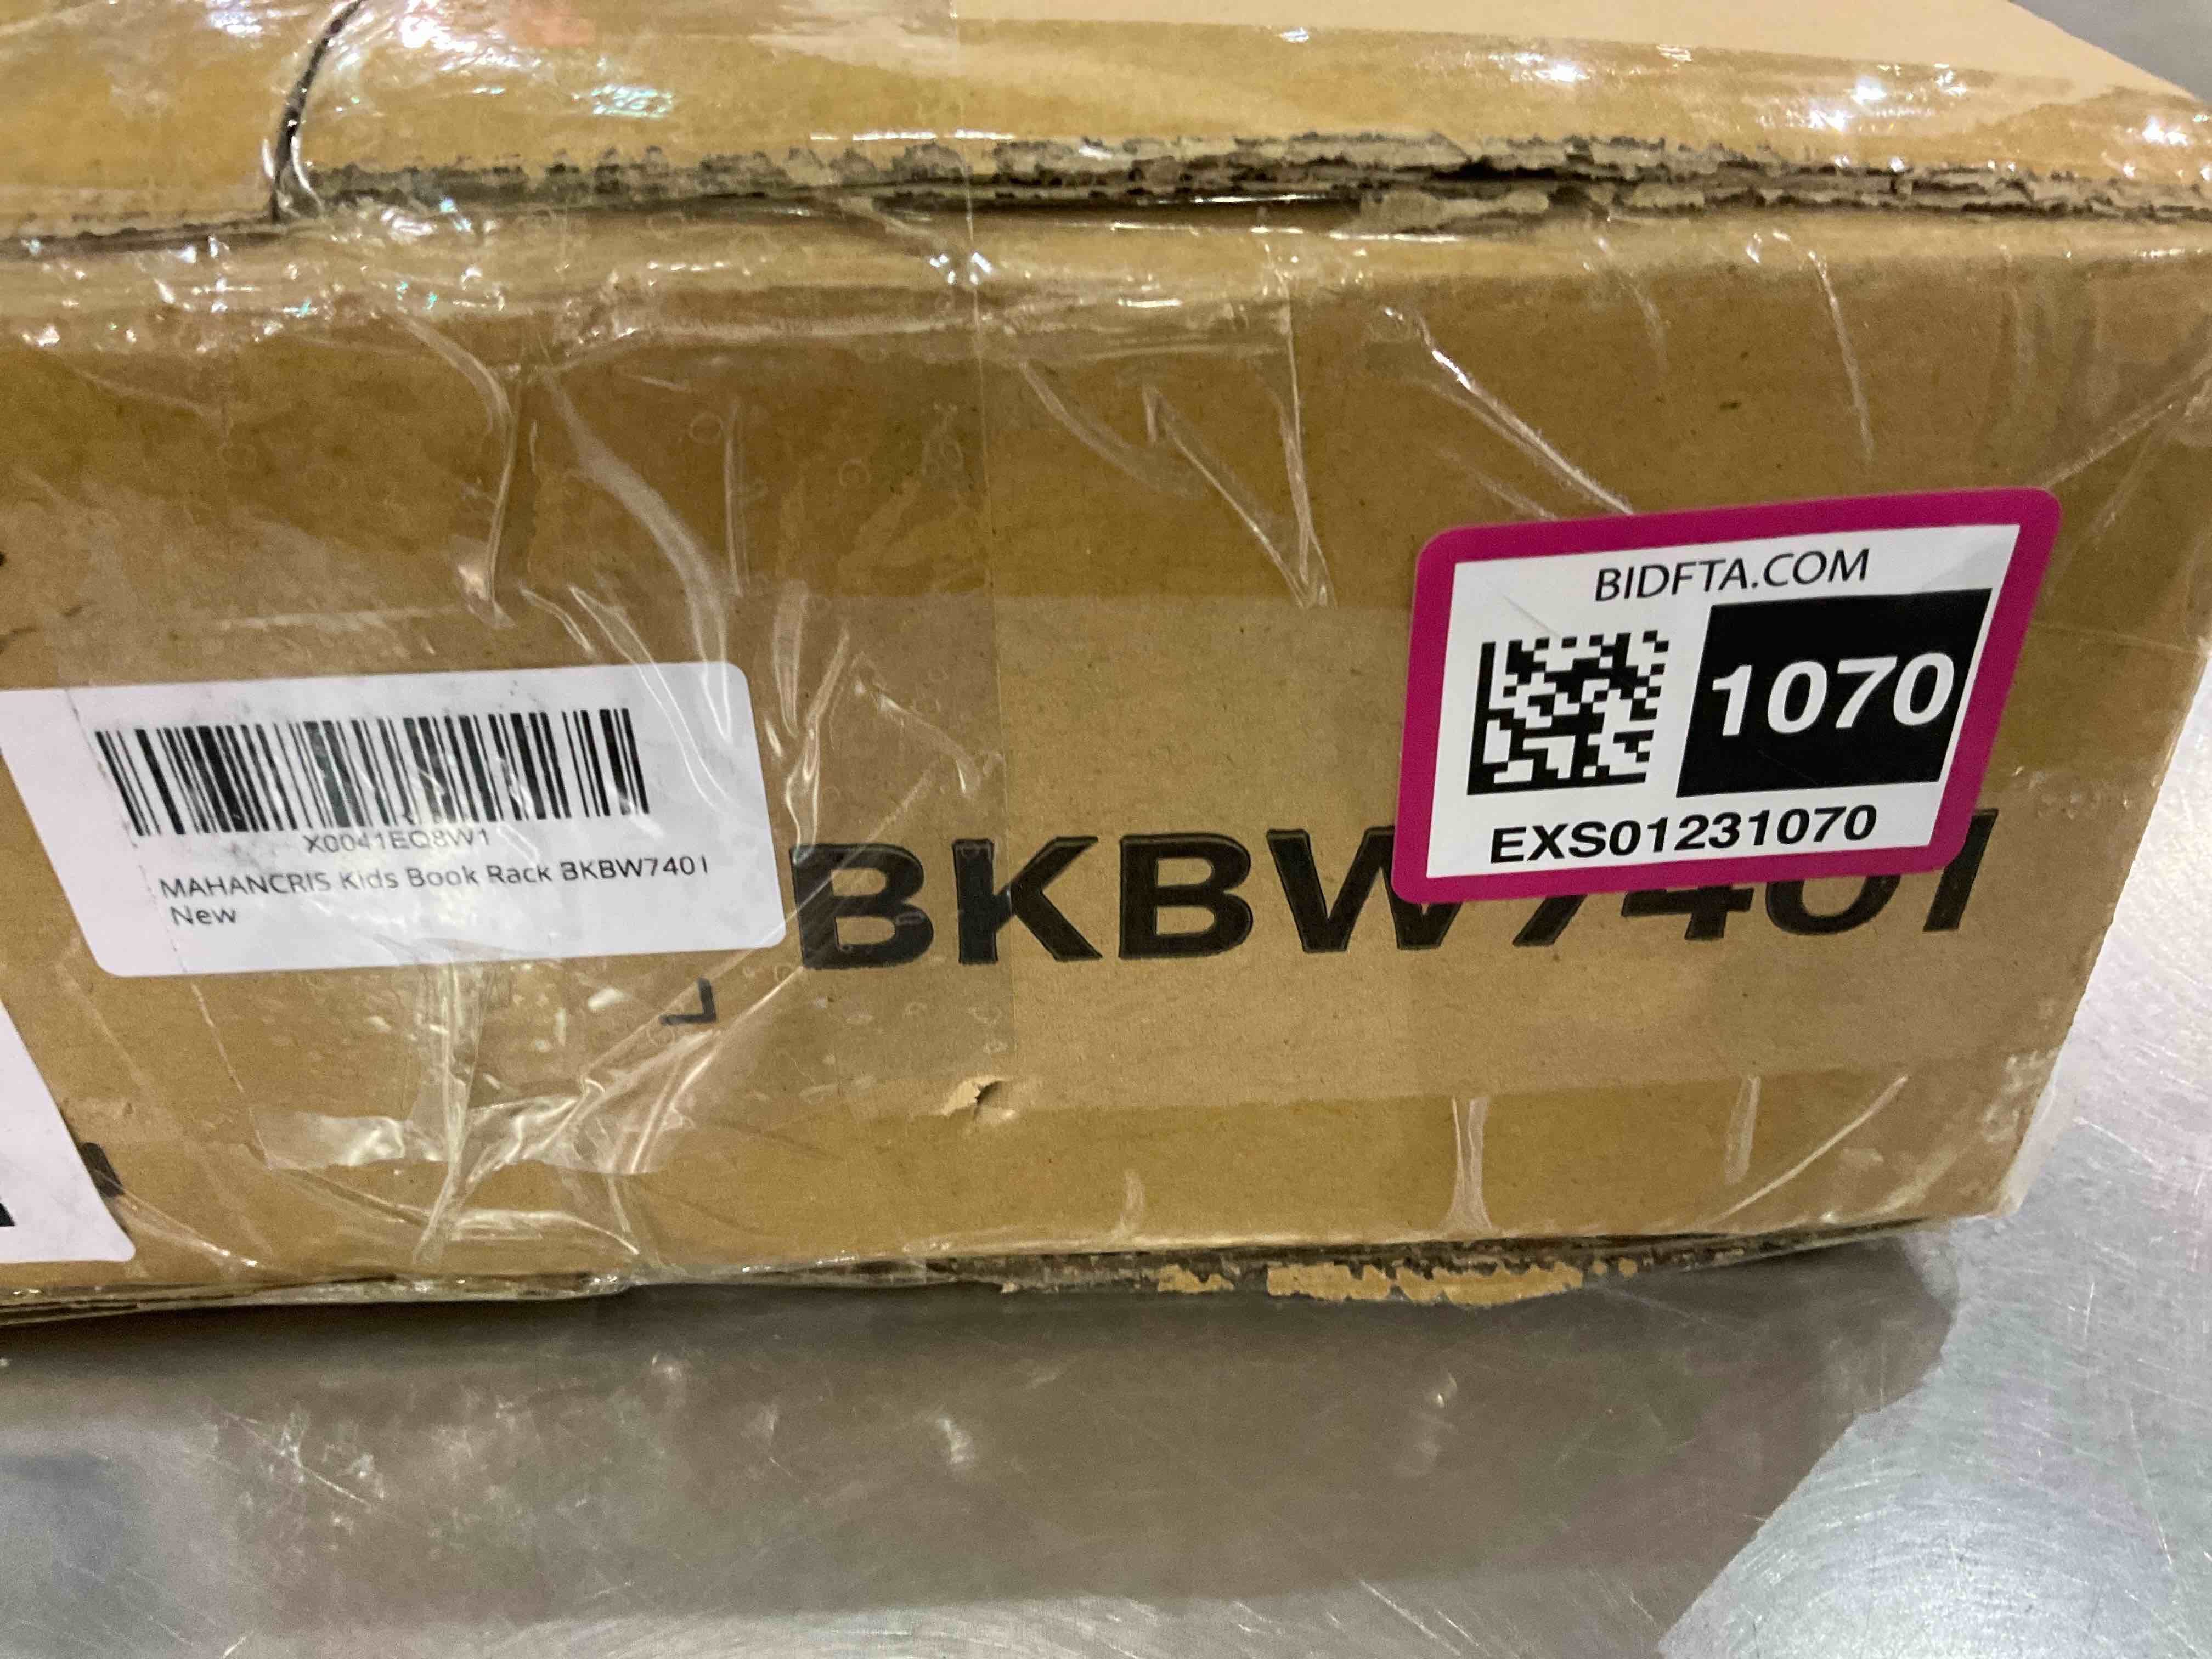 BIDFTA.COM
1070
EXS01231070
X0041EQ8W1
MAHANCRIS Kids Book Rack BKBW7401
New
BKBW7401